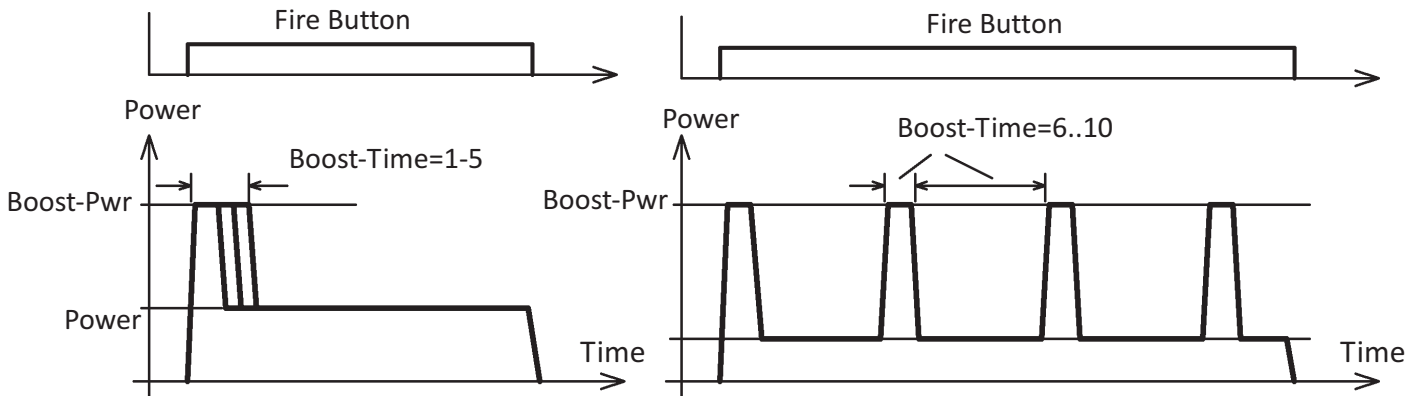 Fire Button
Power
Boost-Time=1-5
Boost-Pwr
Power
Time
Fire Button
Power
Boost-Time=6..10
Boost-Pwr
Time